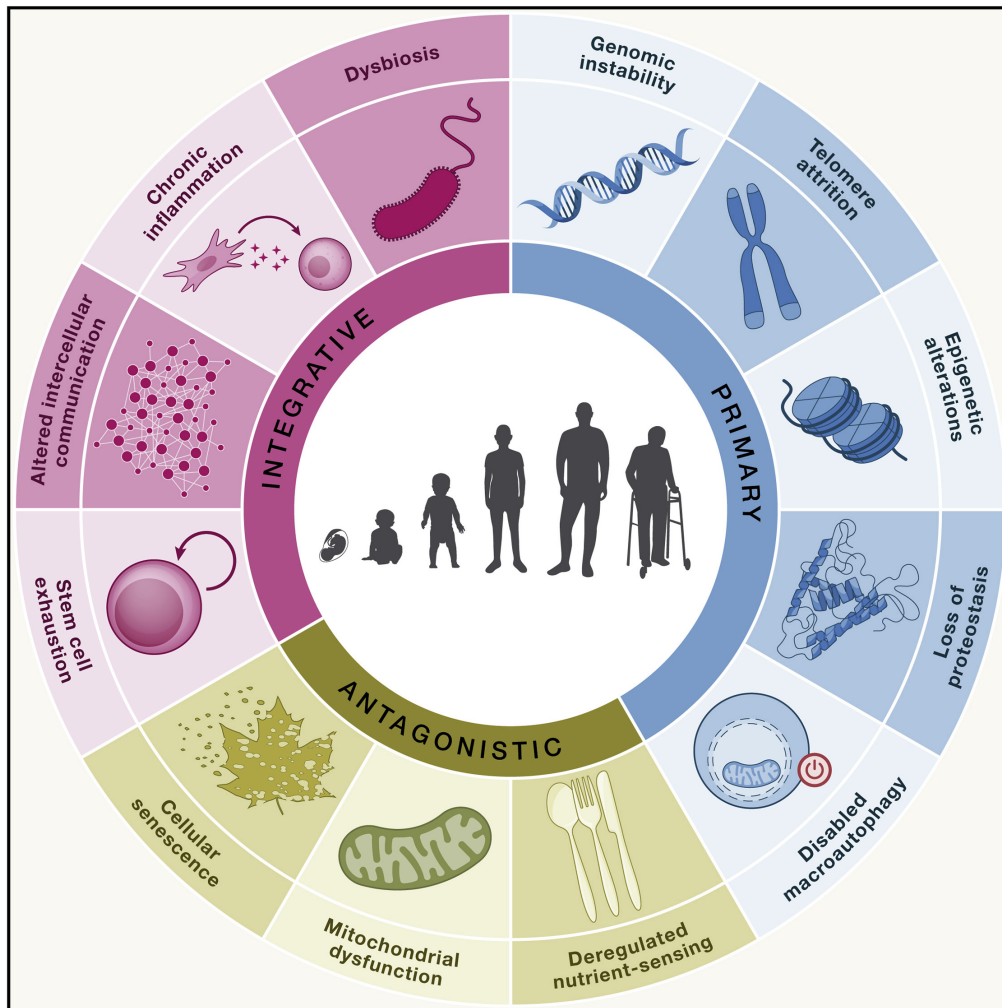 Dysbiosis
Genomic
instability
Telomere
attrition
Epigenetic
alterations
Loss of
proteostasis
Disabled
macroautophagy
Deregulated
nutrient-sensing
Mitochondrial
dysfunction
Cellular
senescence
Stem cell
exhaustion
Altered intercellular
communication
Chronic
inflammation
INTEGRATIVE
PRIMARY
ANTAGONISTIC